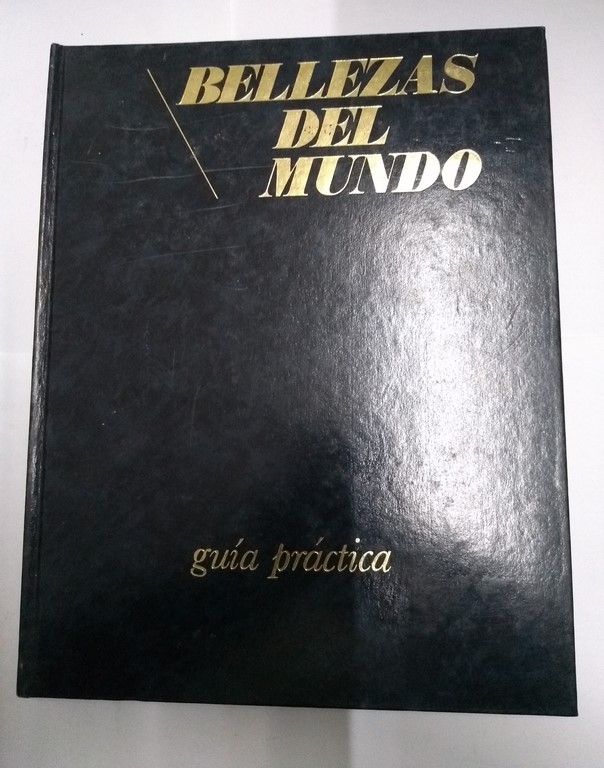 BELLEZAS
DEL
MUNDO
guía práctica